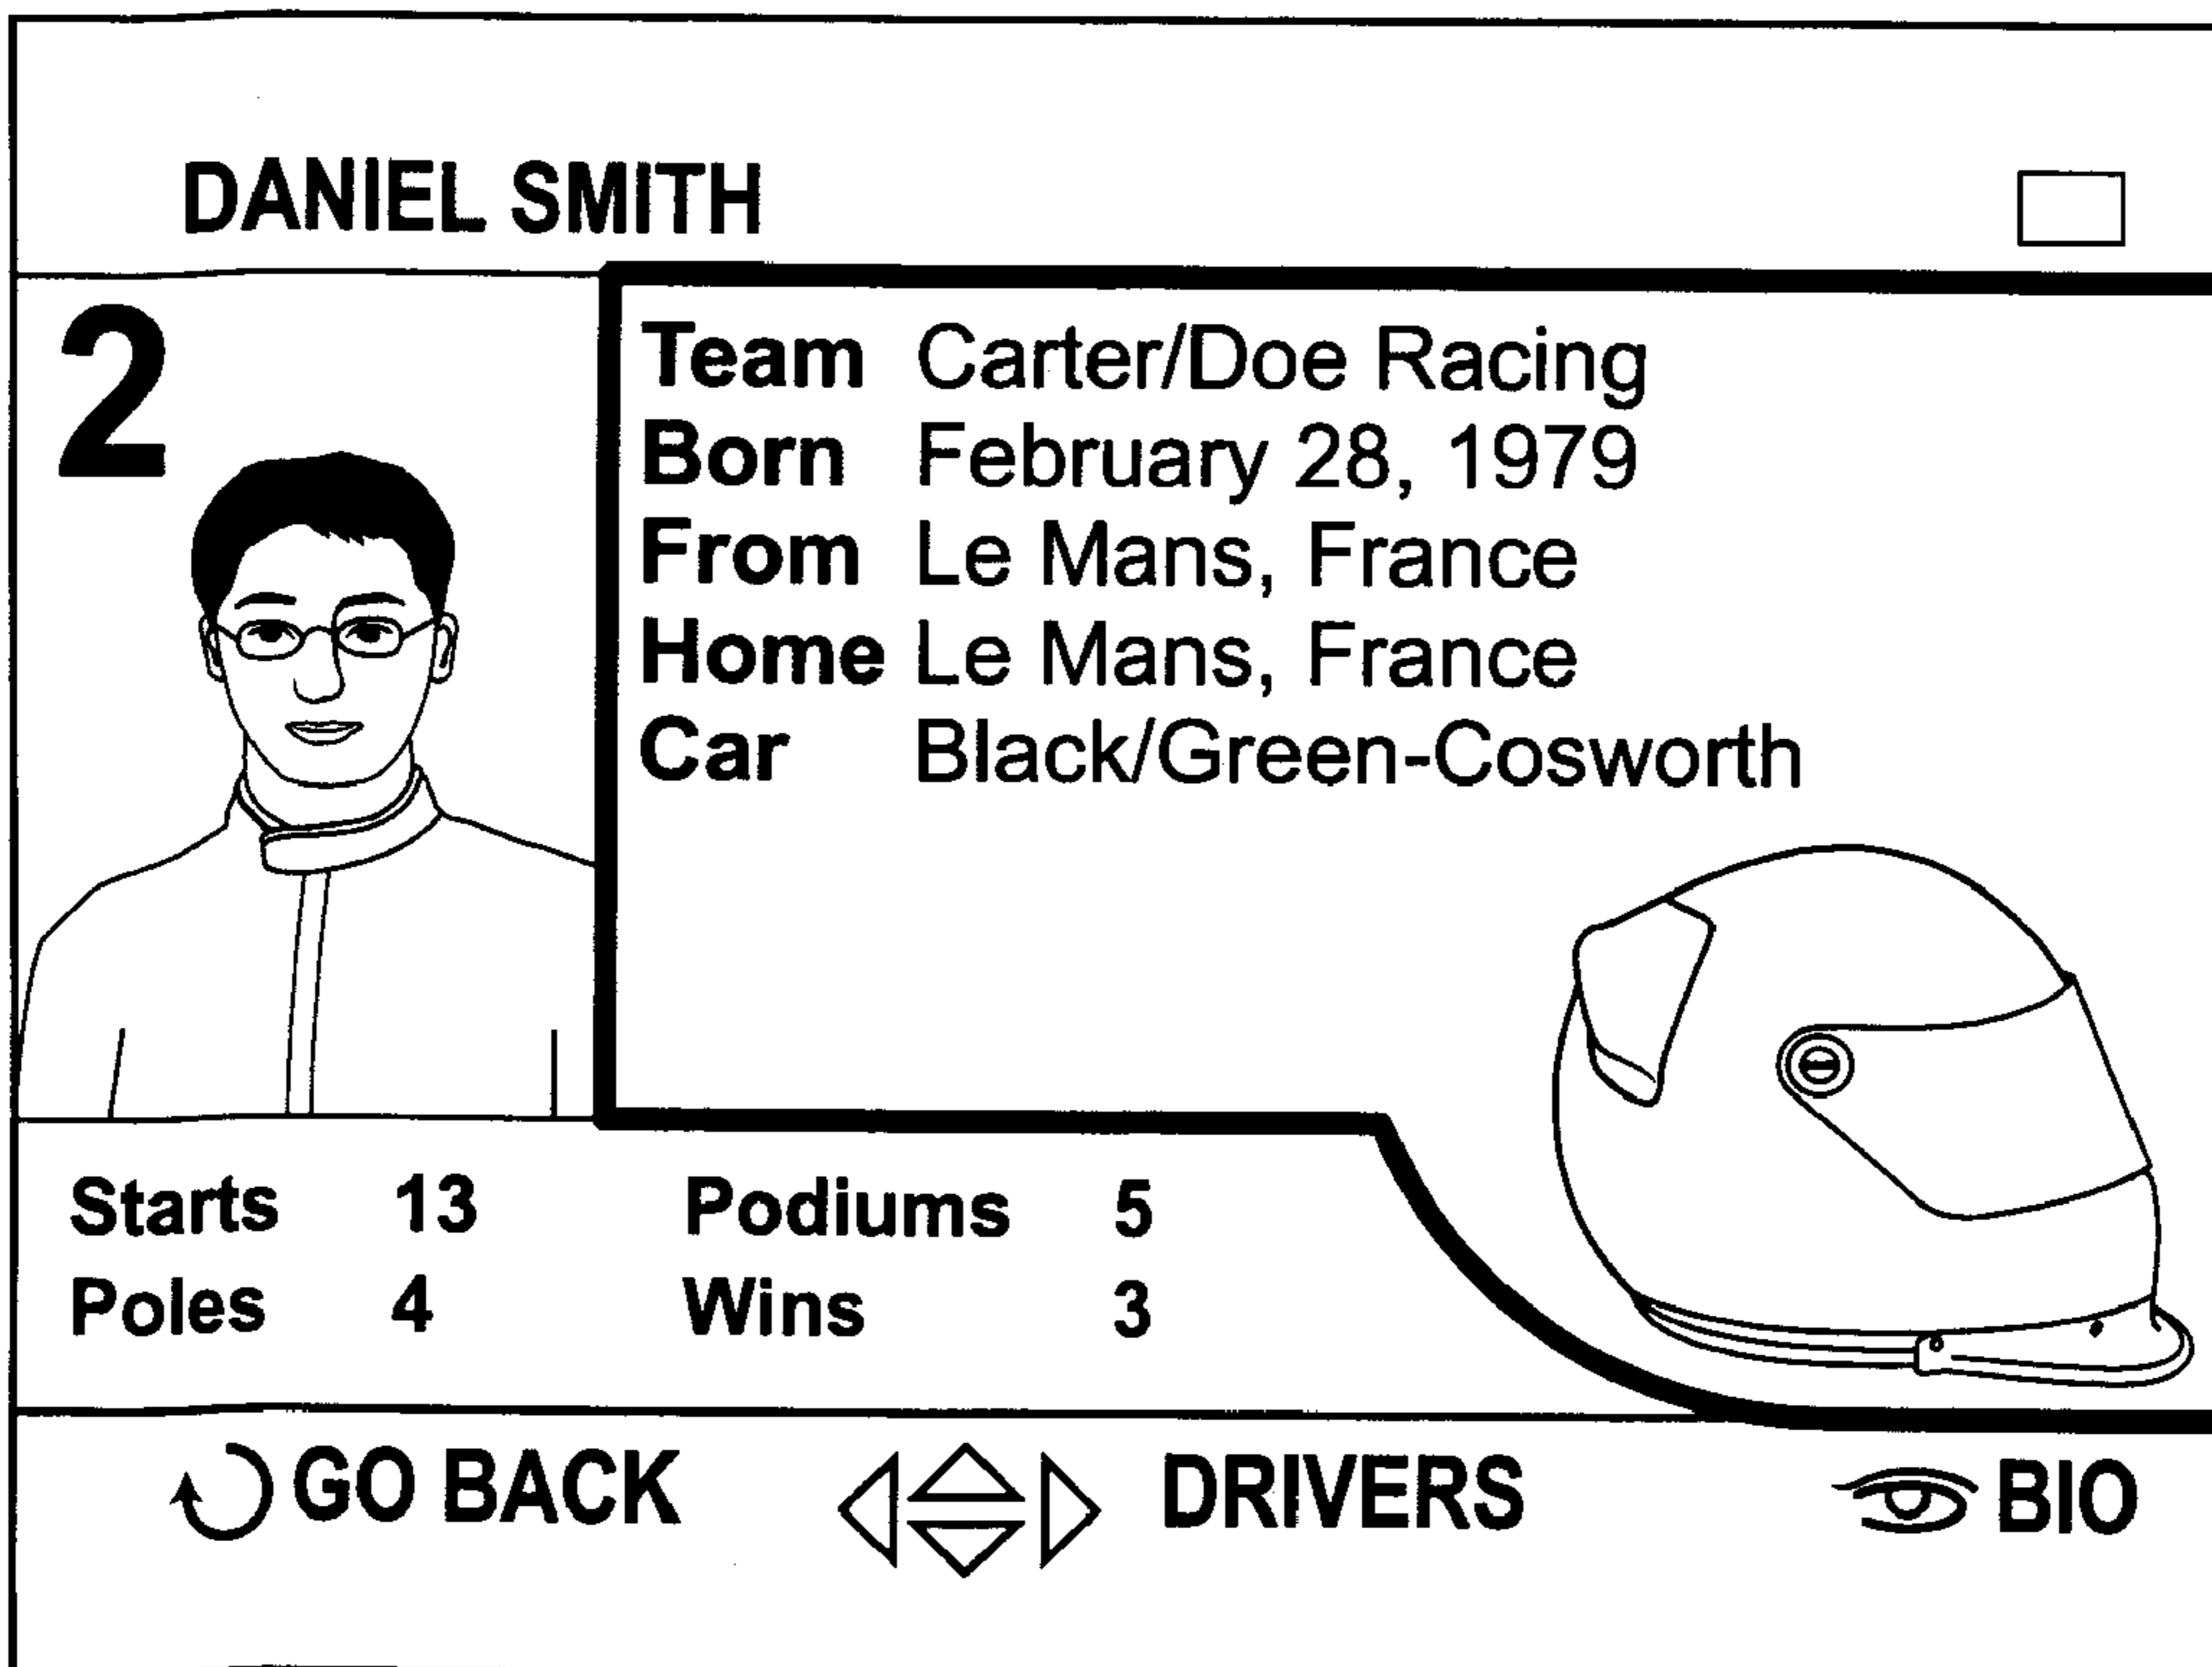 DANIEL SMITH
2
Team Carter/Doe Racing
Born February 28, 1979
From Le Mans, France
Home Le Mans, France
Car Black/Green-Cosworth
Starts 13 Podiums 5
Poles 4 Wins 3
GO BACK DRIVERS BIO